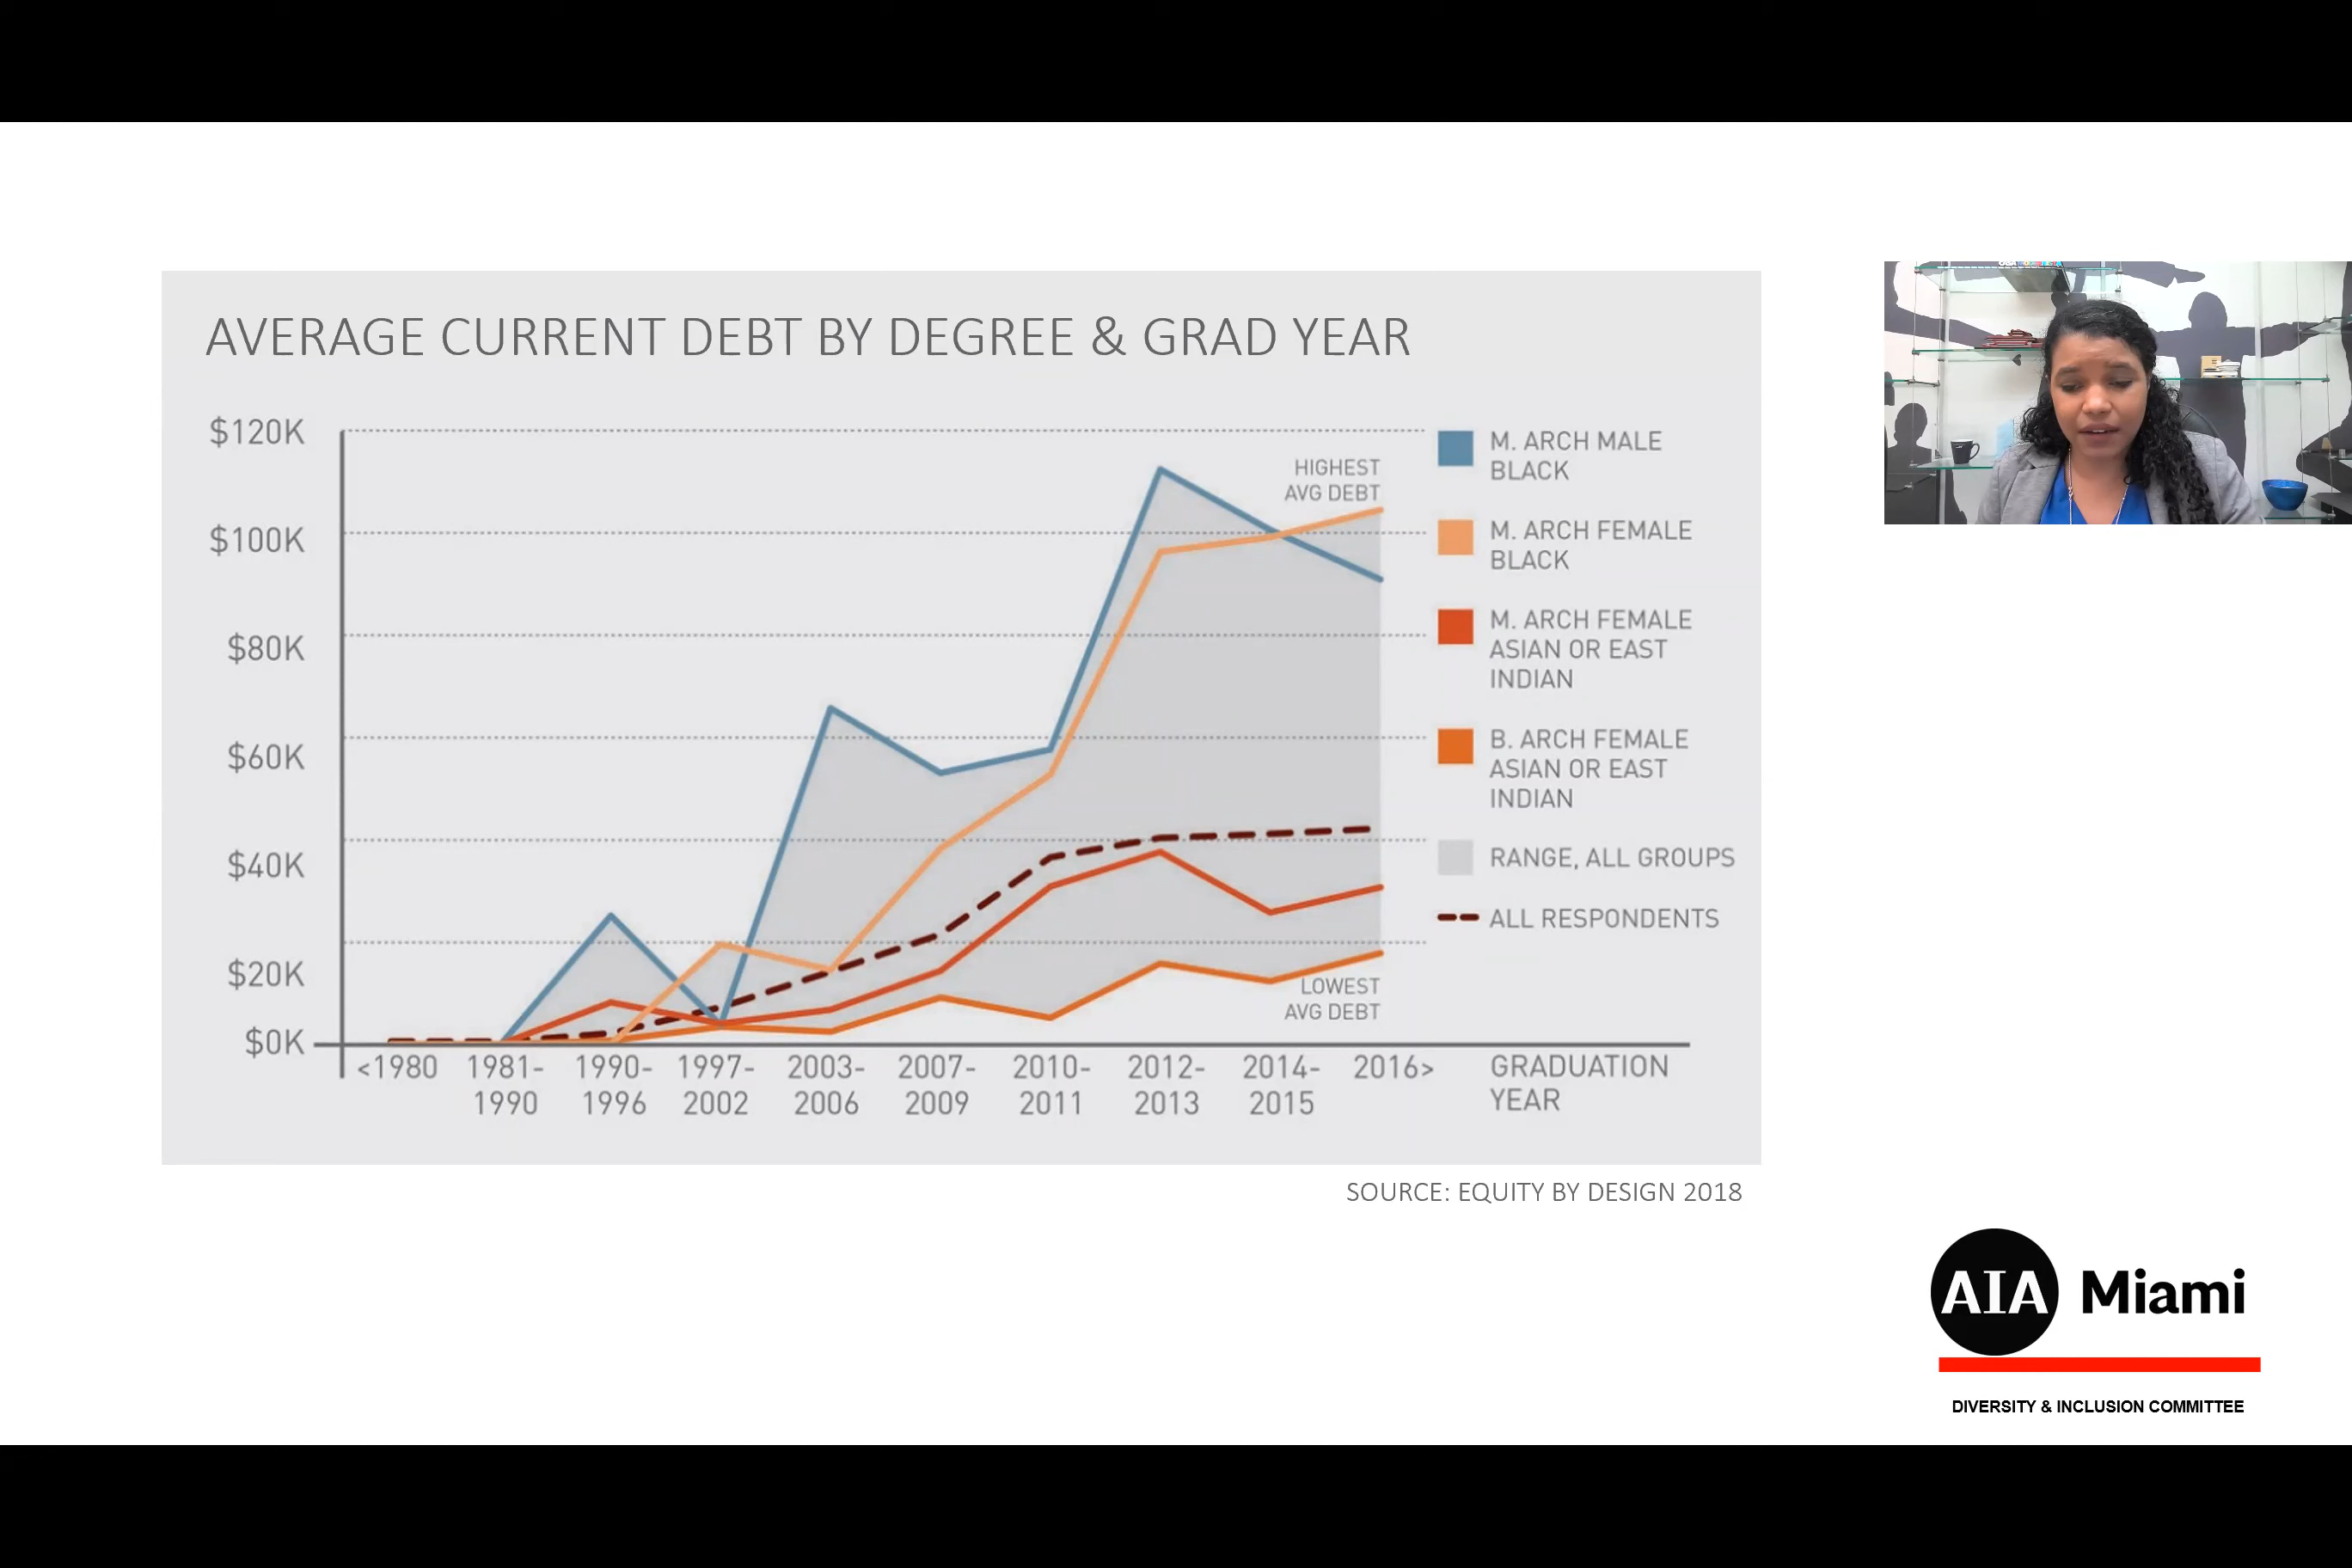 AVERAGE CURRENT DEBT BY DEGREE & GRAD YEAR
$120K
$100K
$80K
$60K
$40K
$20K
$0K
HIGHEST
AVG DEBT
LOWEST
AVG DEBT
M. ARCH MALE
BLACK
M. ARCH FEMALE
BLACK
M. ARCH FEMALE
ASIAN OR EAST
INDIAN
B. ARCH FEMALE
ASIAN OR EAST
INDIAN
RANGE, ALL GROUPS
ALL RESPONDENTS
<1980
1981-
1990
1990-
1996
1997-
2002
2003-
2006
2007-
2009
2010-
2011
2012-
2013
2014-
2015
2016>
GRADUATION
YEAR
SOURCE: EQUITY BY DESIGN 2018
AIA Miami
DIVERSITY & INCLUSION COMMITTEE